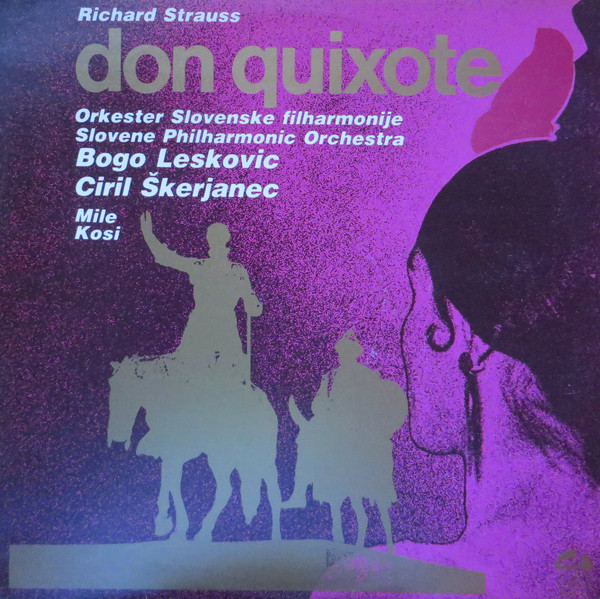 Richard Strauss
don quixote
Orkester Slovenske filharmonije
Slovene Philharmonic Orchestra
Bogo Leskovic
Ciril Škerjanec
Mile
Kosi